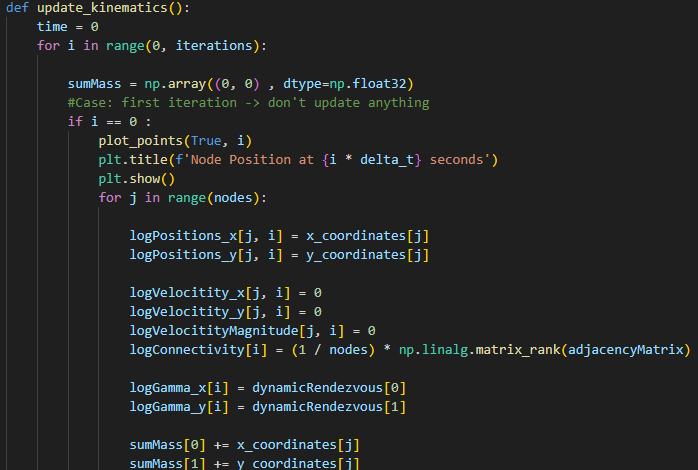 def update_kinematics():
    time = 0
    for i in range(0, iterations):
        sumMass = np.array((0, 0) , dtype=np.float32)
        #Case: first iteration -> don't update anything
        if i == 0 :
            plot_points(True, i)
            plt.title(f'Node Position at {i * delta_t} seconds')
            plt.show()
            for j in range(nodes):
                logPositions_x[j, i] = x_coordinates[j]
                logPositions_y[j, i] = y_coordinates[j]
                logVelocitity_x[j, i] = 0
                logVelocitity_y[j, i] = 0
                logVelocitityMagnitude[j, i] = 0
                logConnectivity[i] = (1 / nodes) * np.linalg.matrix_rank(adjacencyMatrix)
                logGamma_x[i] = dynamicRendezvous[0]
                logGamma_y[i] = dynamicRendezvous[1]
                sumMass[0] += x_coordinates[j]
                sumMass[1] += y_coordinates[j]